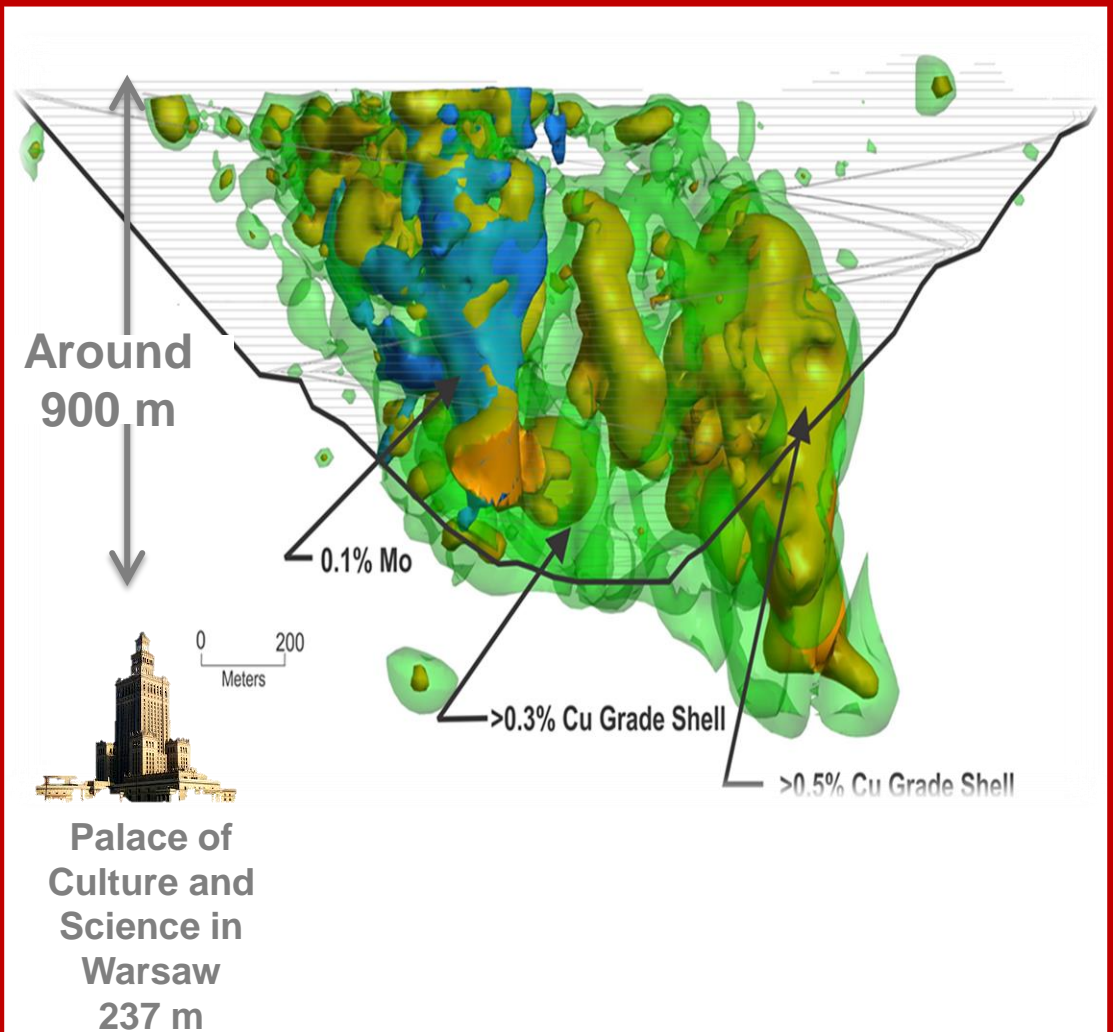 Around
900 m
0.1% Mo
0 200
Meters
>0.3% Cu Grade Shell
>0.5% Cu Grade Shell
Palace of
Culture and
Science in
Warsaw
237 m